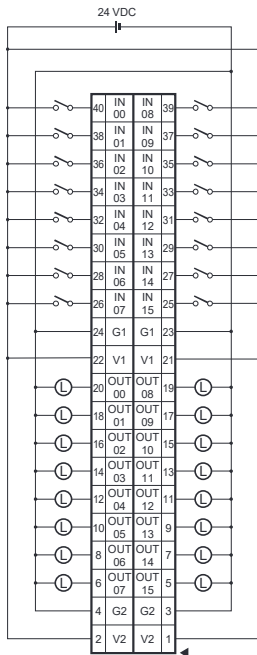 24 VDC
40 IN 00 IN 08 39
38 IN 01 IN 09 37
36 IN 02 IN 10 35
34 IN 03 IN 11 33
32 IN 04 IN 12 31
30 IN 05 IN 13 29
28 IN 06 IN 14 27
26 IN 07 IN 15 25
24 G1 G1 23
22 V1 V1 21
L 20 OUT 00 OUT 08 19 L
L 18 OUT 01 OUT 09 17 L
L 16 OUT 02 OUT 10 15 L
L 14 OUT 03 OUT 11 13 L
L 12 OUT 04 OUT 12 11 L
L 10 OUT 05 OUT 13 9 L
L 8 OUT 06 OUT 14 7 L
L 6 OUT 07 OUT 15 5 L
4 G2 G2 3
2 V2 V2 1